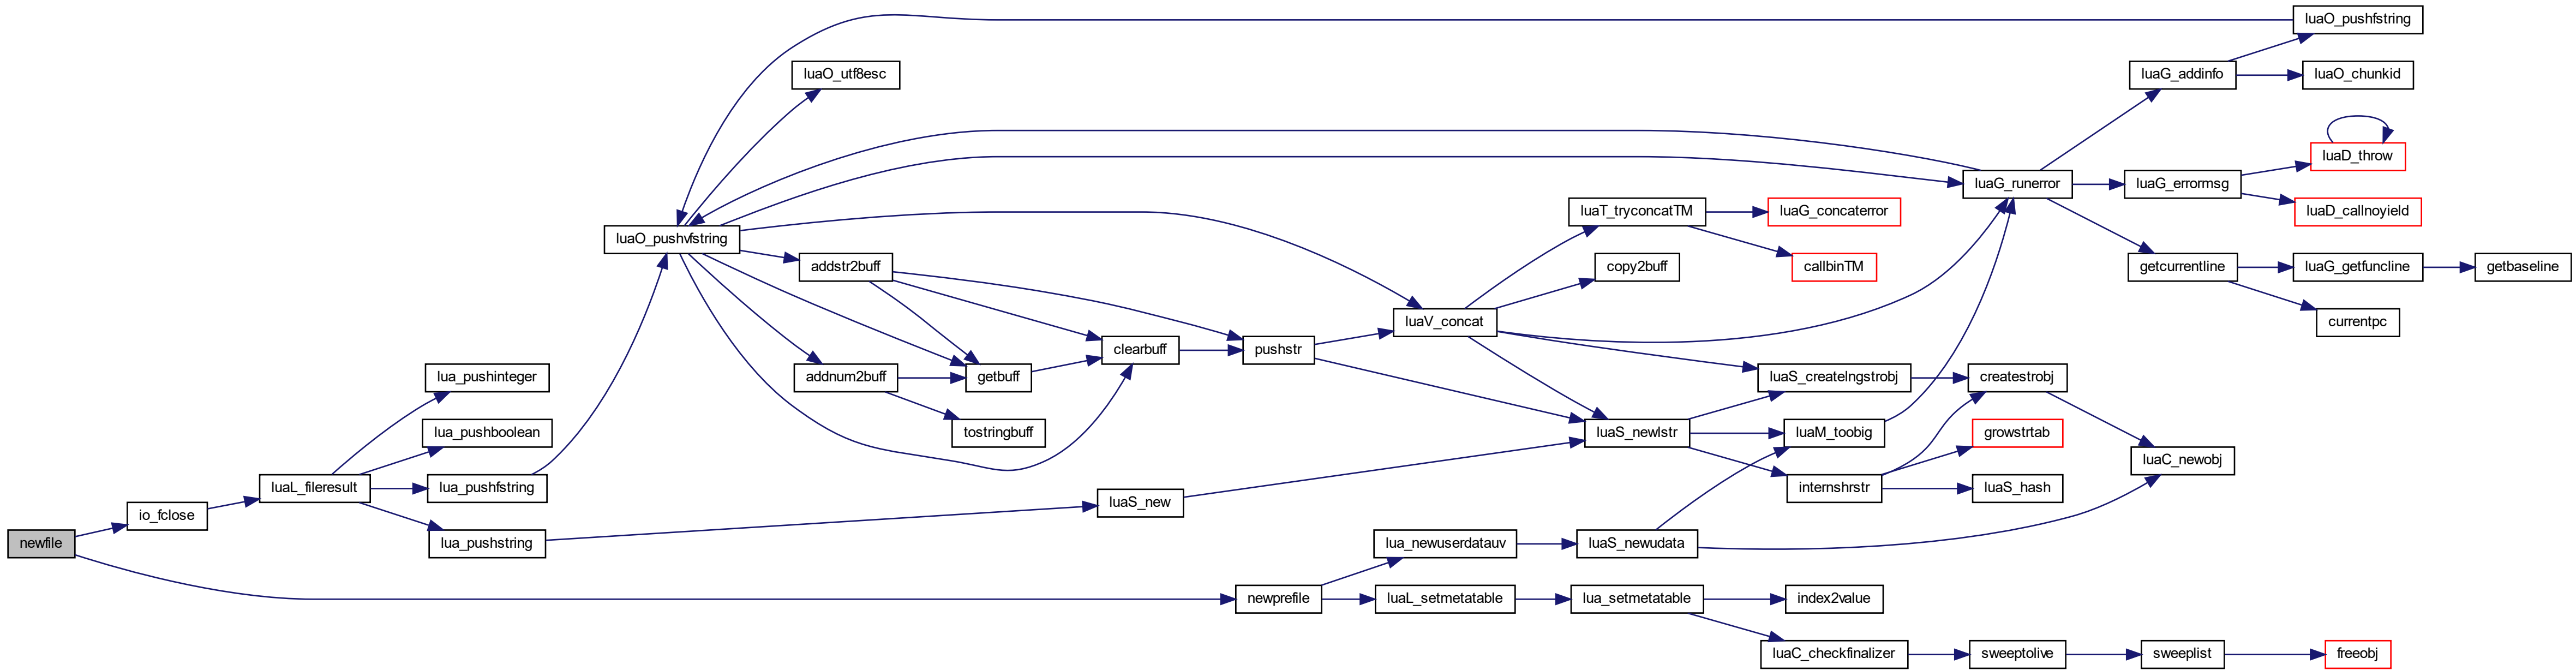 newfile
io_fclose
luaL_fileresult
lua_pushinteger
lua_pushboolean
lua_pushfstring
lua_pushstring
luaO_pushvfstring
luaO_utf8esc
addstr2buff
addnum2buff
getbuff
tostringbuff
clearbuff
luaS_new
pushstr
newprefile
luaV_concat
lua_newuserdatauv
luaL_setmetatable
luaT_tryconcatTM
copy2buff
luaG_concaterror
callbinTM
luaS_createlngstrobj
luaS_newlstr
luaM_toobig
internshrstr
luaS_newudata
lua_setmetatable
index2value
luaC_checkfinalizer
luaG_runerror
createstrobj
growstrtab
luaS_hash
sweeptolive
luaG_addinfo
luaG_errormsg
getcurrentline
luaC_newobj
sweeplist
luaO_pushfstring
luaO_chunkid
luaD_throw
luaD_callnoyield
luaG_getfuncline
currentpc
freeobj
getbaseline